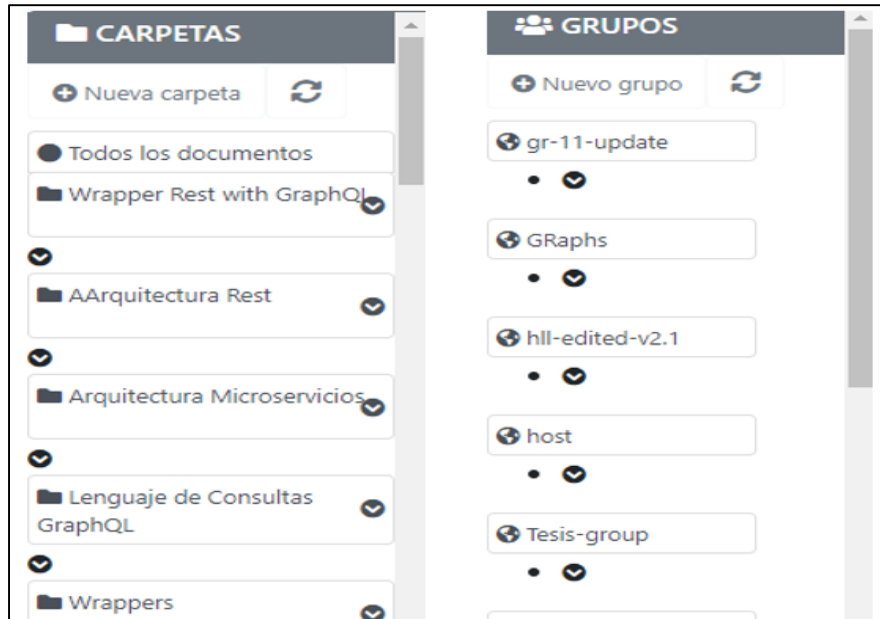 CARPETAS
Nueva carpeta
Todos los documentos
Wrapper Rest with GraphQL
AArquitectura Rest
Arquitectura Microservicios
Lenguaje de Consultas
GraphQL
Wrappers
GRUPOS
Nuevo grupo
gr-11-update
GRaphs
hll-edited-v2.1
host
Tesis-group